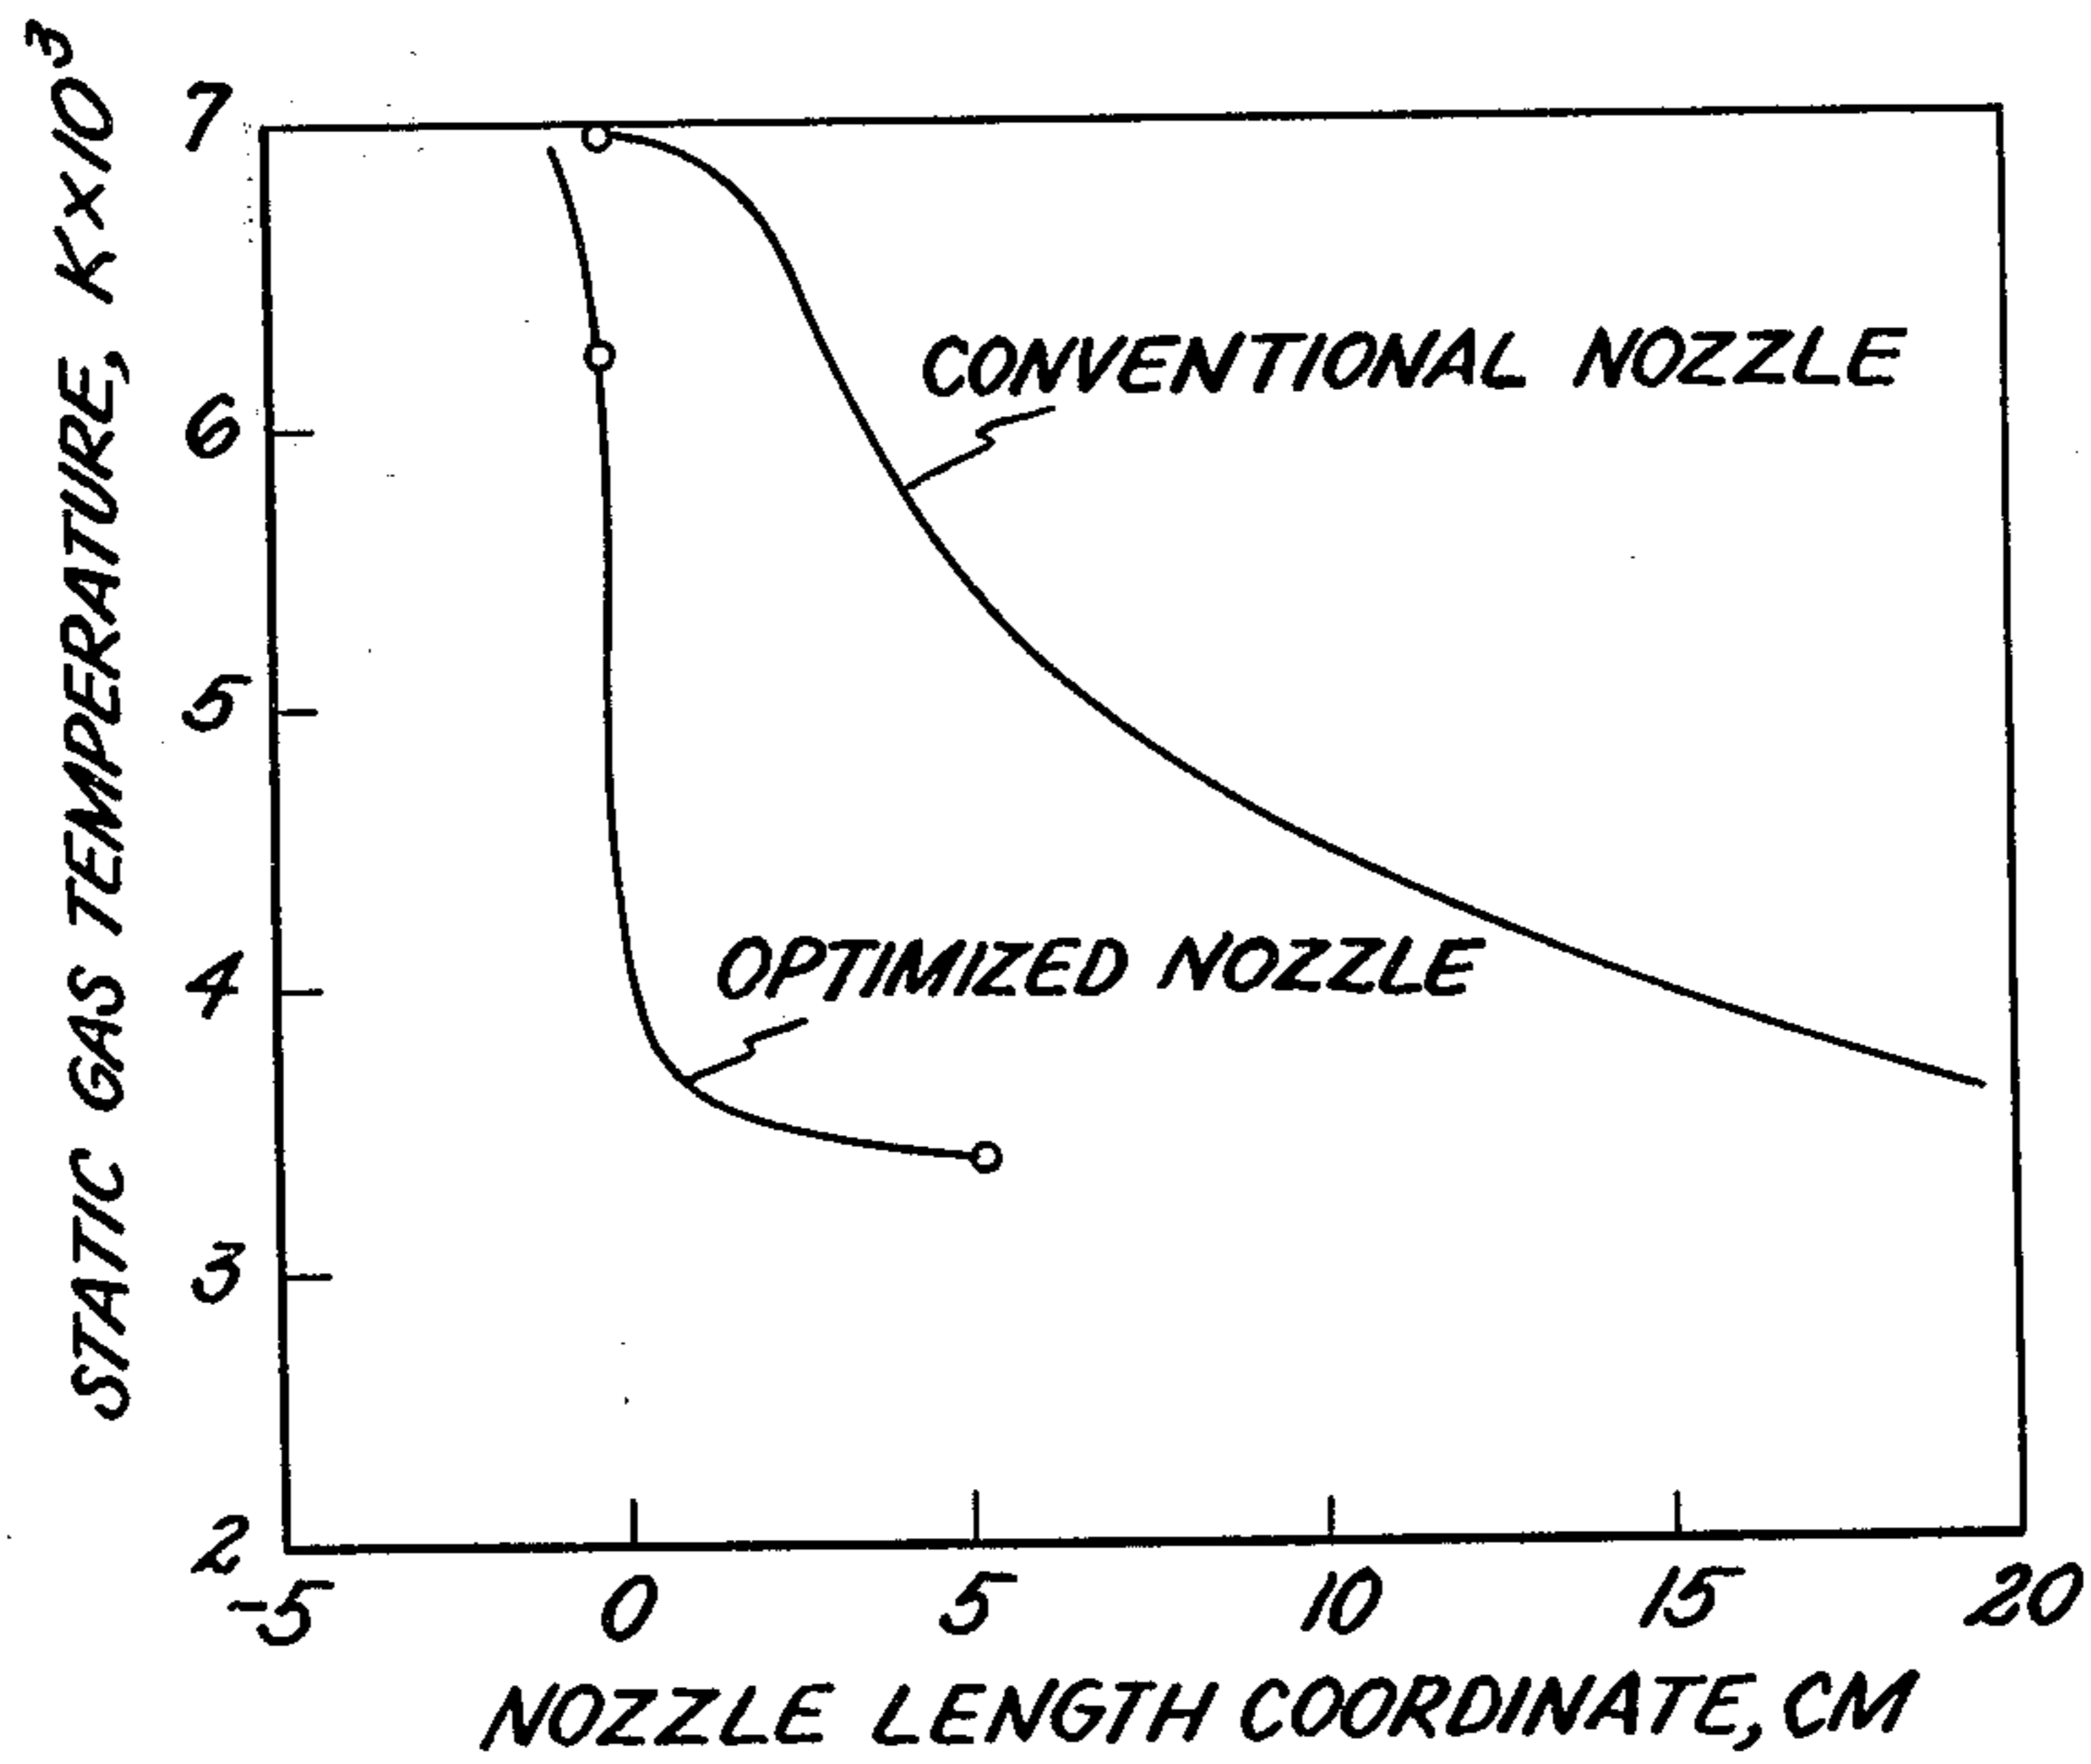 STATIC GAS TEMPERATURE, K×10³
7
6
5
4
3
2
CONVENTIONAL NOZZLE
OPTIMIZED NOZZLE
-5 0 5 10 15 20
NOZZLE LENGTH COORDINATE, CM